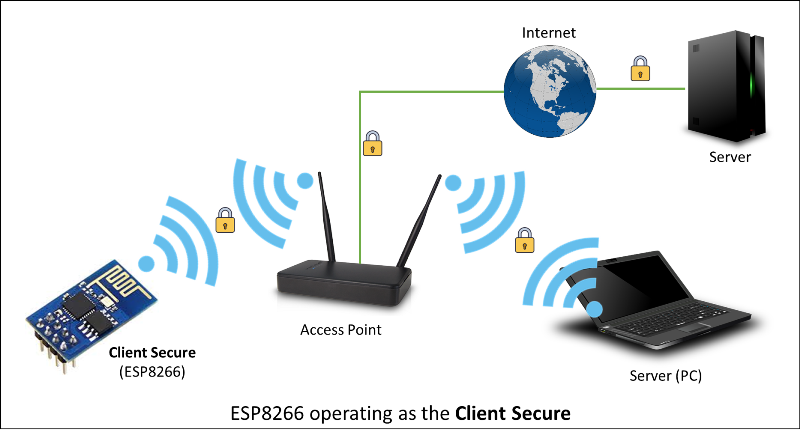 Internet
Server
Access Point
Client Secure
(ESP8266)
Server (PC)
ESP8266 operating as the Client Secure